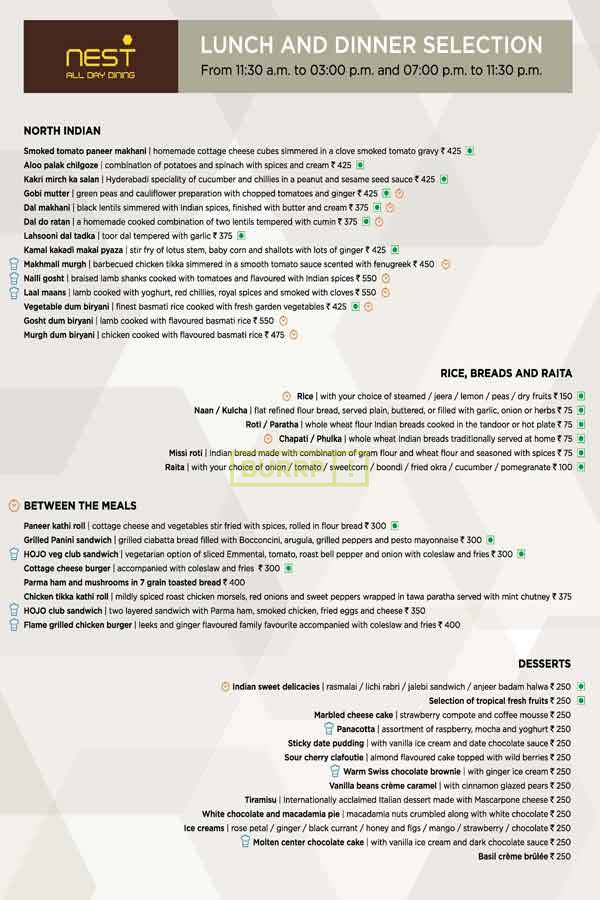 nest
ALL DAY DINING
LUNCH AND DINNER SELECTION
From 11:30 a.m. to 03:00 p.m. and 07:00 p.m. to 11:30 p.m.
NORTH INDIAN
Smoked tomato paneer makhani | homemade cottage cheese cubes simmered in a clove smoked tomato gravy ₹ 425
Aloo palak chilgoze | combination of potatoes and spinach with spices and cream ₹ 425
Kakri mirch ka salan | Hyderabadi speciality of cucumber and chillies in a peanut and sesame seed sauce ₹ 425
Gobi mutter | green peas and cauliflower preparation with chopped tomatoes and ginger ₹ 425
Dal makhani | black lentils simmered with Indian spices, finished with butter and cream ₹ 375
Dal do ratan | a homemade cooked combination of two lentils tempered with cumin ₹ 375
Lahsooni dal tadka | toor dal tempered with garlic ₹ 375
Kamal kakadi makai pyaza | stir fry of lotus stem, baby corn and shallots with lots of ginger ₹ 425
Makhmali murgh | barbecued chicken tikka simmered in a smooth tomato sauce scented with fenugreek ₹ 450
Nalli gosht | braised lamb shanks cooked with tomatoes and flavoured with Indian spices ₹ 550
Laal maans | lamb cooked with yoghurt, red chillies, royal spices and smoked with cloves ₹ 550
Vegetable dum biryani | finest basmati rice cooked with fresh garden vegetables ₹ 425
Gosht dum biryani | lamb cooked with flavoured basmati rice ₹ 550
Murgh dum biryani | chicken cooked with flavoured basmati rice ₹ 475
RICE, BREADS AND RAITA
Rice | with your choice of steamed / jeera / lemon / peas / dry fruits ₹ 150
Naan / Kulcha | flat refined flour bread, served plain, buttered, or filled with garlic, onion or herbs ₹ 75
Roti / Paratha | whole wheat flour Indian breads cooked in the tandoor or hot plate ₹ 75
Chapati / Phulka | whole wheat Indian breads traditionally served at home ₹ 75
Missi roti | Indian bread made with combination of gram flour and wheat flour and seasoned with spices ₹ 75
Raita | with your choice of onion / tomato / sweetcorn / boondi / fried okra / cucumber / pomegranate ₹ 100
BURRP!
BETWEEN THE MEALS
Paneer kathi roll | cottage cheese and vegetables stir fried with spices, rolled in flour bread ₹ 300
Grilled Panini sandwich | grilled ciabatta bread filled with Bocconcini, arugula, grilled peppers and pesto mayonnaise ₹ 300
HOJO veg club sandwich | vegetarian option of sliced Emmental, tomato, roast bell pepper and onion with coleslaw and fries ₹ 300
Cottage cheese burger | accompanied with coleslaw and fries ₹ 300
Parma ham and mushrooms in 7 grain toasted bread ₹ 400
Chicken tikka kathi roll | mildly spiced roast chicken morsels, red onions and sweet peppers wrapped in tawa paratha served with mint chutney ₹ 375
HOJO club sandwich | two layered sandwich with Parma ham, smoked chicken, fried eggs and cheese ₹ 350
Flame grilled chicken burger | leeks and ginger flavoured family favourite accompanied with coleslaw and fries ₹ 400
DESSERTS
Indian sweet delicacies | rasmalai / lichi rabri / jalebi sandwich / anjeer badam halwa ₹ 250
Selection of tropical fresh fruits ₹ 250
Marbled cheese cake | strawberry compote and coffee mousse ₹ 250
Panacotta | assortment of raspberry, mocha and yoghurt ₹ 250
Sticky date pudding | with vanilla ice cream and date chocolate sauce ₹ 250
Sour cherry clafoutie | almond flavoured cake topped with wild berries ₹ 250
Warm Swiss chocolate brownie | with ginger ice cream ₹ 250
Vanilla beans crème caramel | with cinnamon glazed pears ₹ 250
Tiramisu | Internationally acclaimed Italian dessert made with Mascarpone cheese ₹ 250
White chocolate and macadamia pie | macadamia nuts crumbled along with white chocolate ₹ 250
Ice creams | rose petal / ginger / black currant / honey and figs / mango / strawberry / chocolate ₹ 250
Molten center chocolate cake | with vanilla ice cream and dark chocolate sauce ₹ 250
Basil crème brûlée ₹ 250